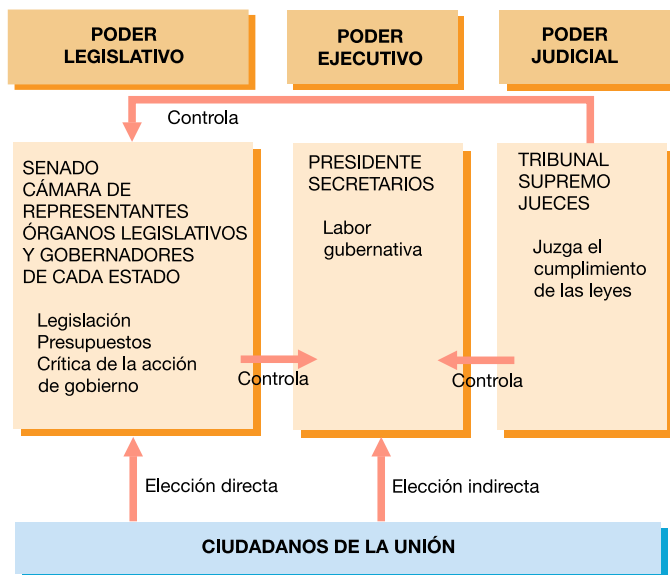 PODER
LEGISLATIVO
PODER
EJECUTIVO
PODER
JUDICIAL
Controla
SENADO
CÁMARA DE
REPRESENTANTES
ÓRGANOS LEGISLATIVOS
Y GOBERNADORES
DE CADA ESTADO
Legislación
Presupuestos
Crítica de la acción
de gobierno
PRESIDENTE
SECRETARIOS
Labor
gubernativa
TRIBUNAL
SUPREMO
JUECES
Juzga el
cumplimiento
de las leyes
Controla
Controla
Elección directa
Elección indirecta
CIUDADANOS DE LA UNIÓN